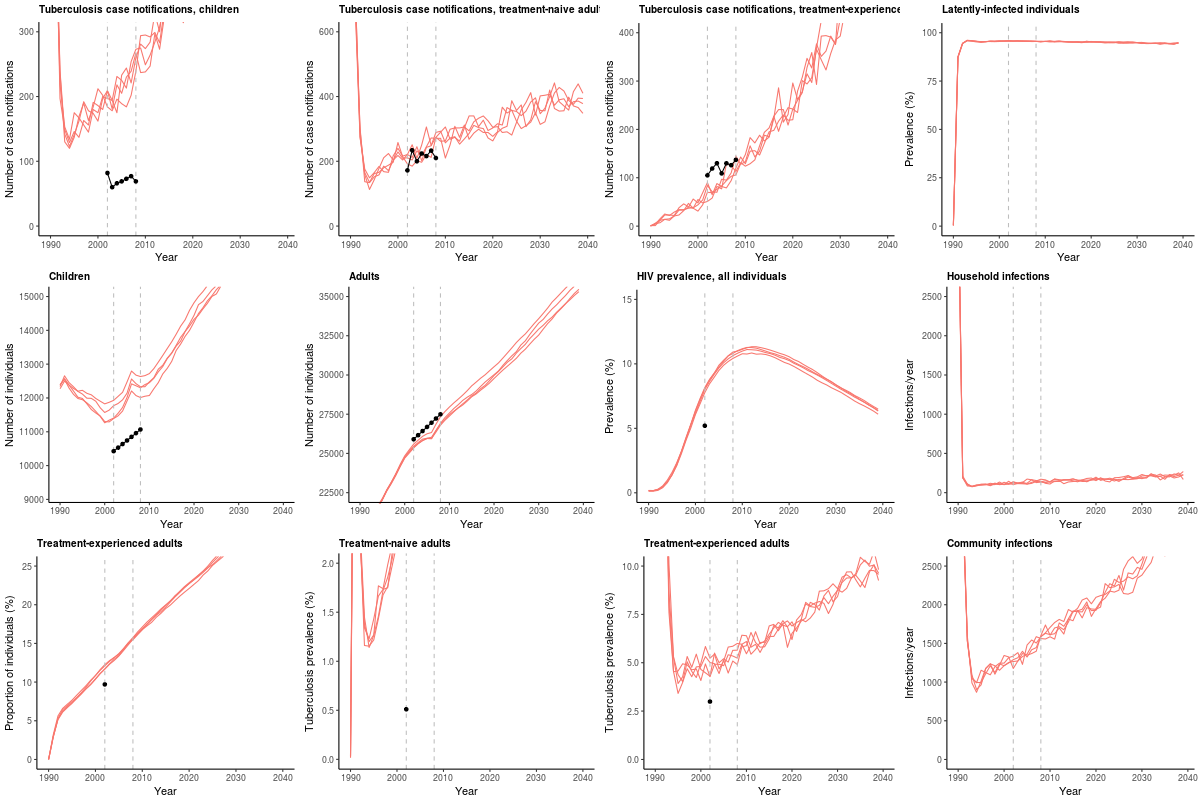 Tuberculosis case notifications, children
Number of case notifications
300
200
100
0
1990 2000 2010 2020 2030 2040
Year
Tuberculosis case notifications, treatment-naive adul
Number of case notifications
600
400
200
0
1990 2000 2010 2020 2030 2040
Year
Tuberculosis case notifications, treatment-experience
Number of case notifications
400
300
200
100
0
1990 2000 2010 2020 2030 2040
Year
Latently-infected individuals
Prevalence (%)
100
75
50
25
0
1990 2000 2010 2020 2030 2040
Year
Children
Number of individuals
15000
14000
13000
12000
11000
10000
9000
1990 2000 2010 2020 2030 2040
Year
Adults
Number of individuals
35000
32500
30000
27500
25000
22500
1990 2000 2010 2020 2030 2040
Year
HIV prevalence, all individuals
Prevalence (%)
15
10
5
0
1990 2000 2010 2020 2030 2040
Year
Household infections
Infections/year
2500
2000
1500
1000
500
0
1990 2000 2010 2020 2030 2040
Year
Treatment-experienced adults
Proportion of individuals (%)
25
20
15
10
5
0
1990 2000 2010 2020 2030 2040
Year
Treatment-naive adults
Tuberculosis prevalence (%)
2.0
1.5
1.0
0.5
0.0
1990 2000 2010 2020 2030 2040
Year
Treatment-experienced adults
Tuberculosis prevalence (%)
10.0
7.5
5.0
2.5
0.0
1990 2000 2010 2020 2030 2040
Year
Community infections
Infections/year
2500
2000
1500
1000
500
0
1990 2000 2010 2020 2030 2040
Year